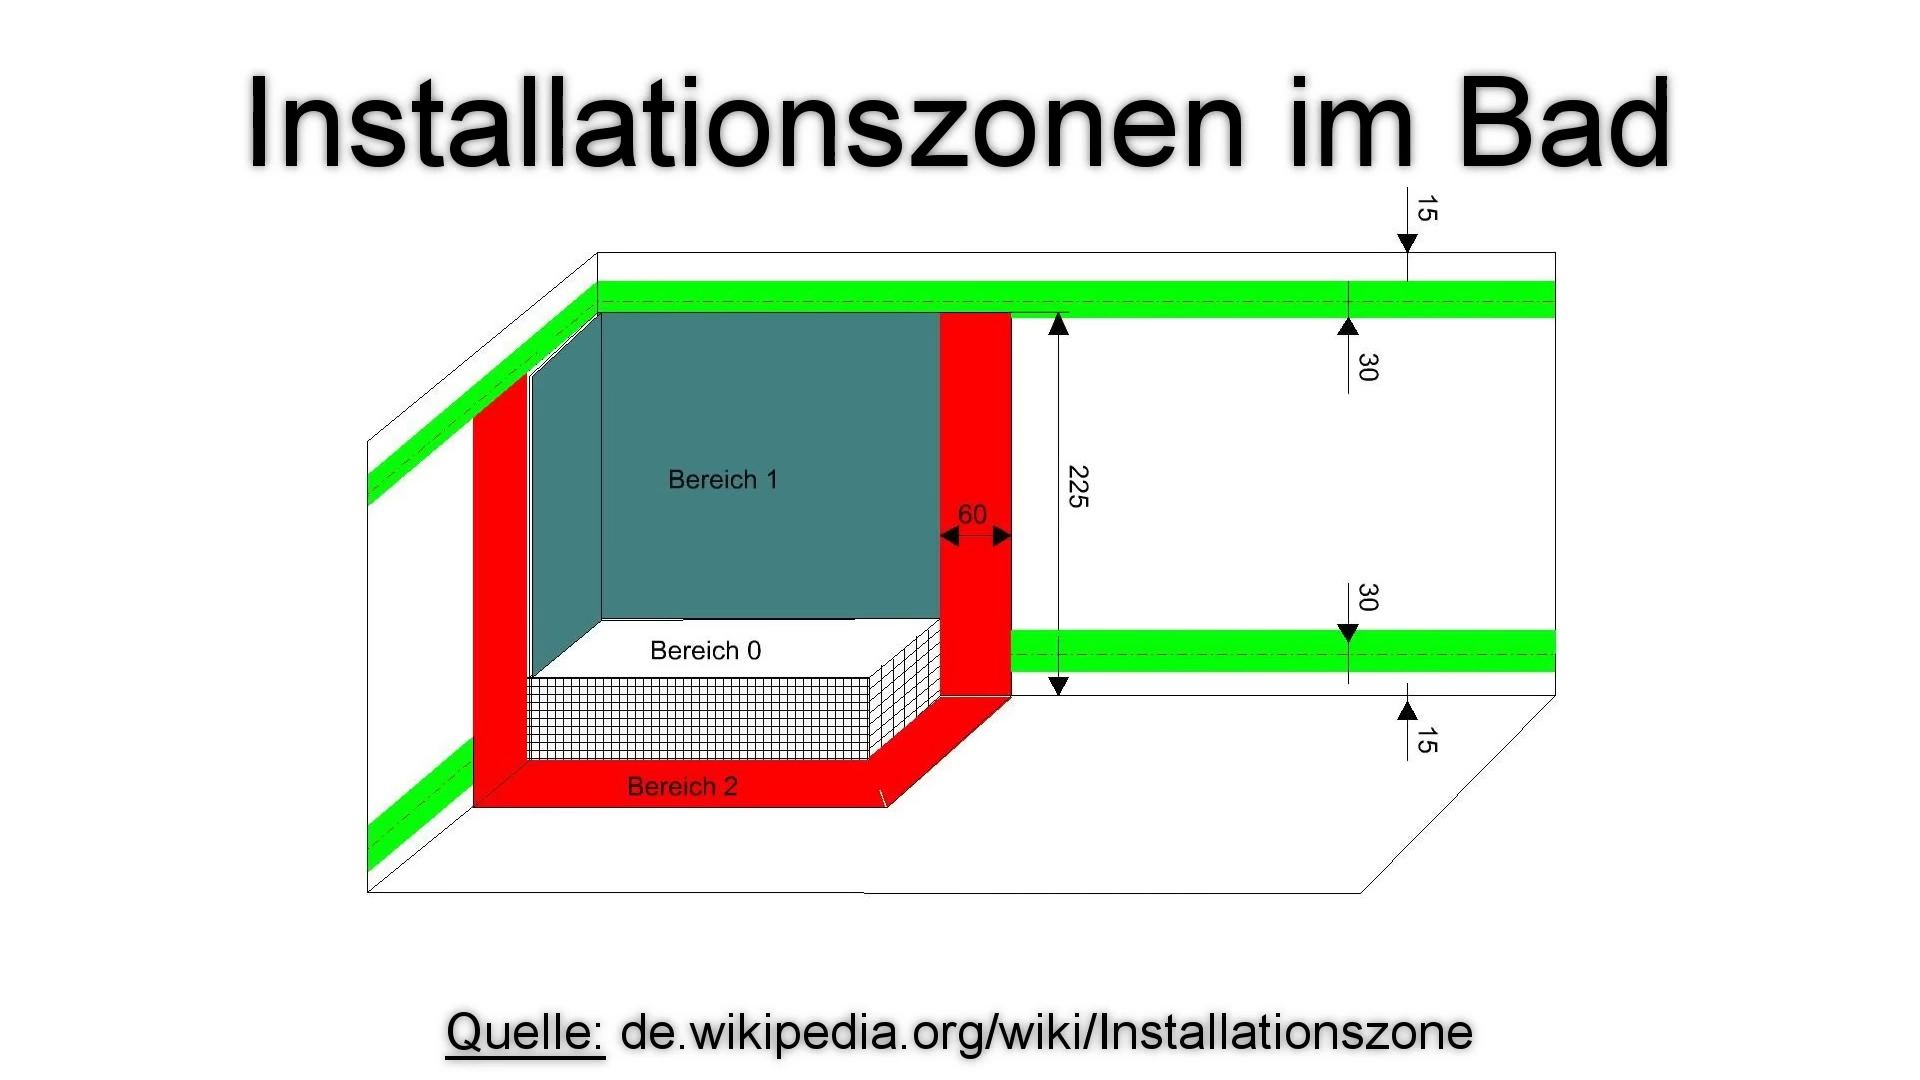 Installationszonen im Bad
15
30
Bereich 1
225
60
30
Bereich 0
15
Bereich 2
Quelle: de.wikipedia.org/wiki/Installationszone